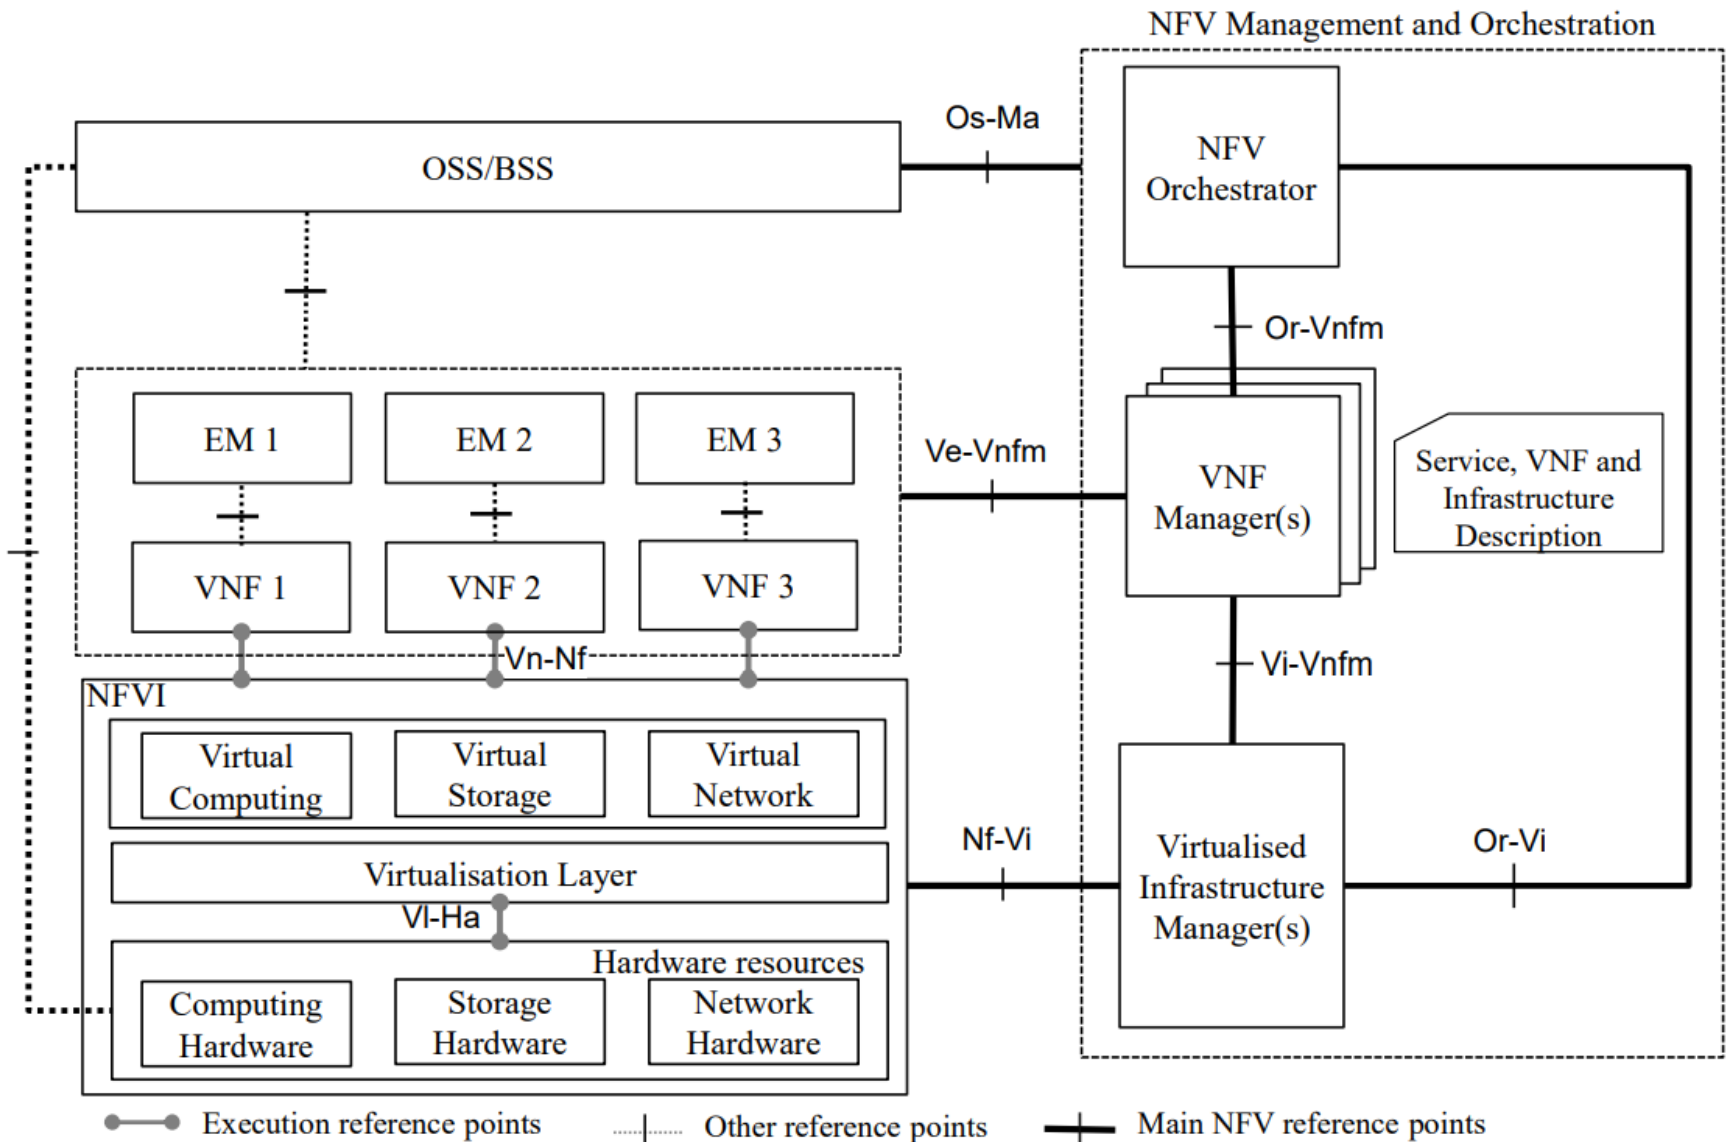 NFV Management and Orchestration
Os-Ma
OSS/BSS
NFV
Orchestrator
Or-Vnfm
EM 1
EM 2
EM 3
Ve-Vnfm
VNF
Manager(s)
Service, VNF and
Infrastructure
Description
VNF 1
VNF 2
VNF 3
Vn-Nf
Vi-Vnfm
NFVI
Virtual
Computing
Virtual
Storage
Virtual
Network
Nf-Vi
Virtualised
Infrastructure
Manager(s)
Or-Vi
Virtualisation Layer
Vl-Ha
Hardware resources
Computing
Hardware
Storage
Hardware
Network
Hardware
Execution reference points
Other reference points
Main NFV reference points